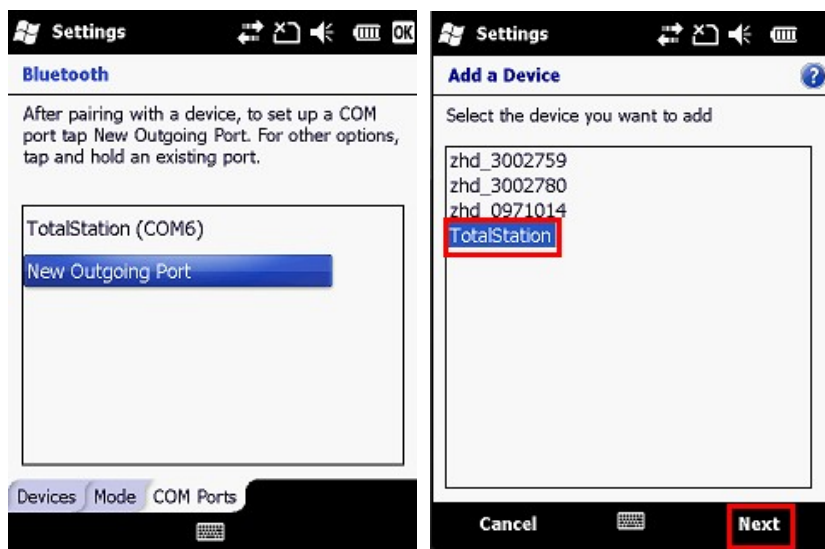 Settings
OK
Bluetooth
After pairing with a device, to set up a COM
port tap New Outgoing Port. For other options,
tap and hold an existing port.
TotalStation (COM6)
New Outgoing Port
Devices Mode COM Ports
Settings
Add a Device
?
Select the device you want to add
zhd_3002759
zhd_3002780
zhd_0971014
TotalStation
Cancel Next